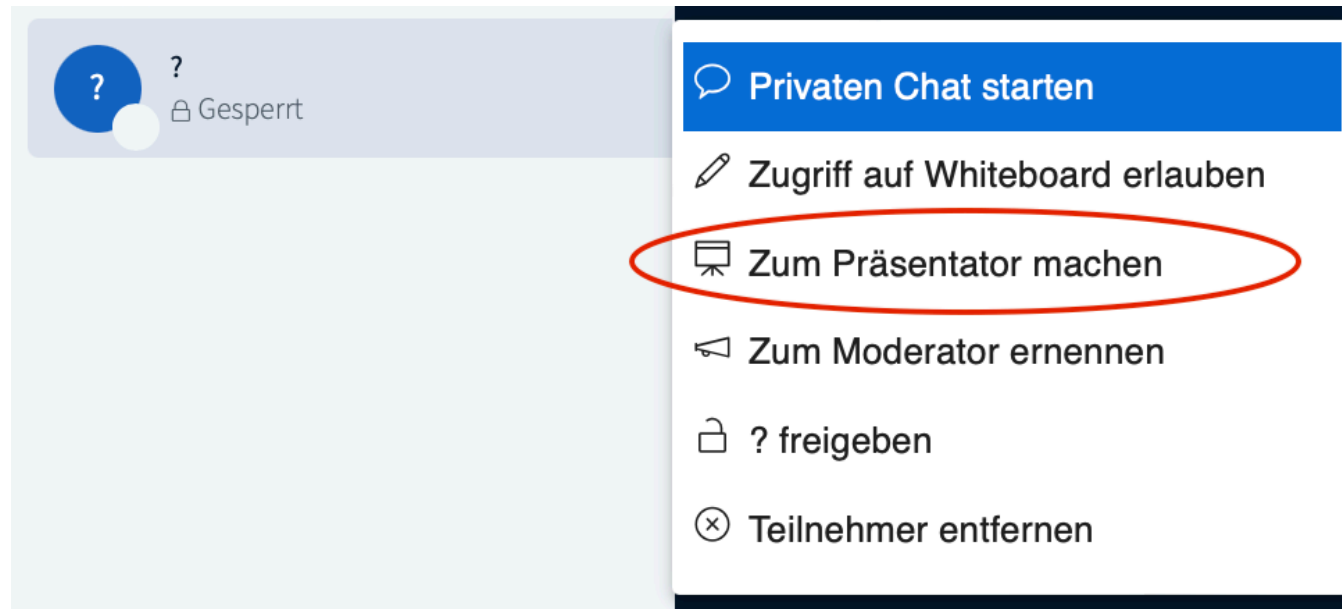 ?
?
Gesperrt
Privaten Chat starten
Zugriff auf Whiteboard erlauben
Zum Präsentator machen
Zum Moderator ernennen
? freigeben
Teilnehmer entfernen